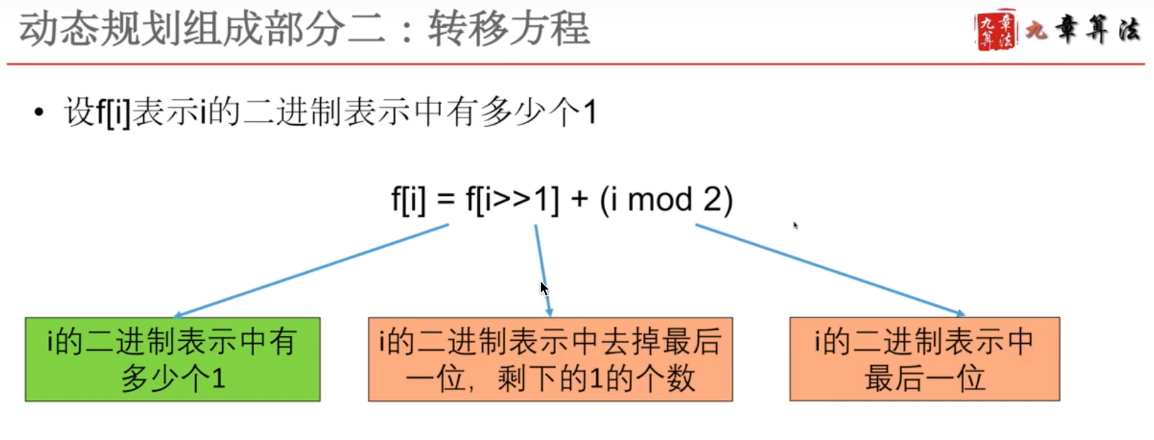 动态规划组成部分二：转移方程
九章算法
九章算法
• 设f[i]表示i的二进制表示中有多少个1
f[i] = f[i>>1] + (i mod 2)
i的二进制表示中有
多少个1
i的二进制表示中去掉最后
一位，剩下的1的个数
i的二进制表示中
最后一位